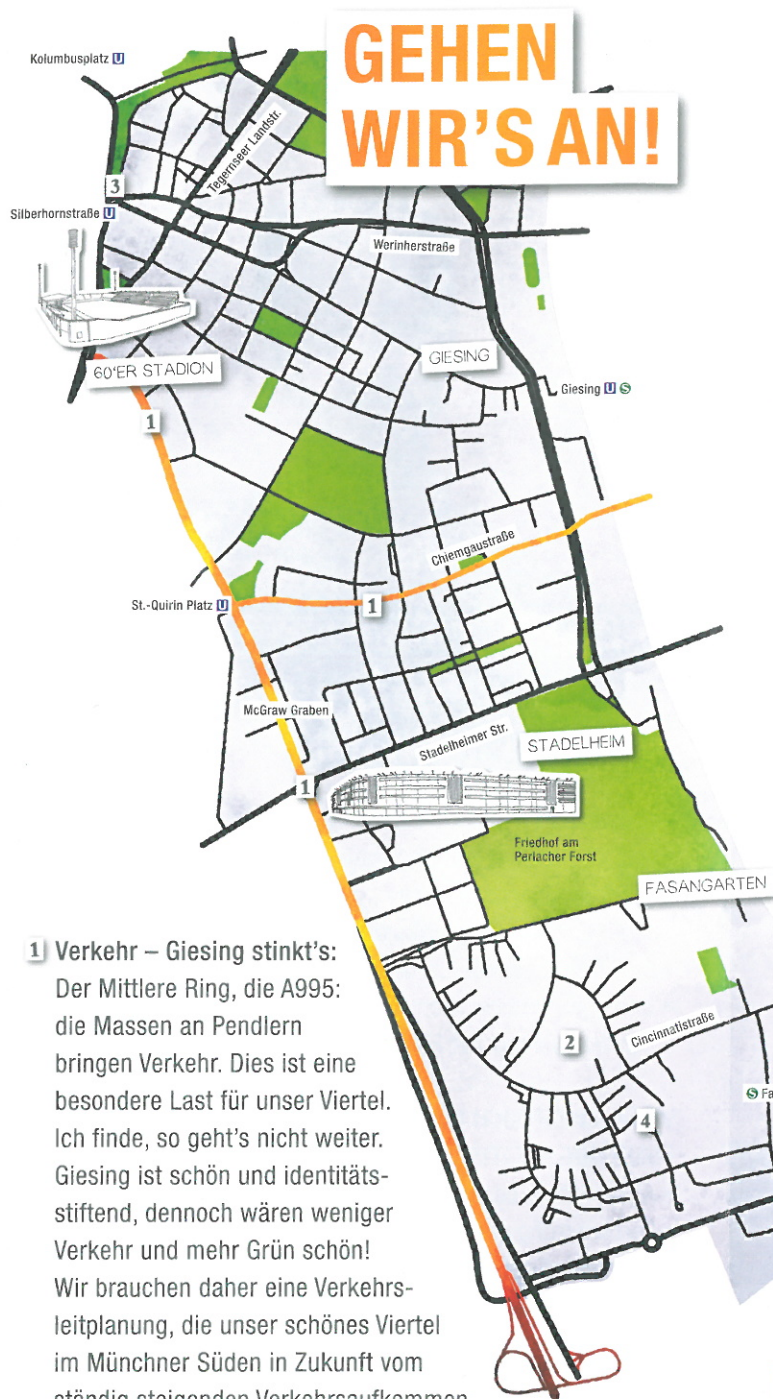 GEHEN
WIR'S AN!
Kolumbusplatz U
Tegernseer Landstr.
3
Silberhornstraße U
Werinherstraße
60'ER STADION
GIESING
Giesing U S
1
Chiemgaustraße
St.-Quirin Platz U
1
McGraw Graben
Stadelheimer Str.
STADELHEIM
1
Friedhof am
Perlacher Forst
FASANGARTEN
1 Verkehr – Giesing stinkt's:
Der Mittlere Ring, die A995:
die Massen an Pendlern
bringen Verkehr. Dies ist eine
besondere Last für unser Viertel.
Ich finde, so geht's nicht weiter.
Giesing ist schön und identitäts-
stiftend, dennoch wären weniger
Verkehr und mehr Grün schön!
Wir brauchen daher eine Verkehrs-
leitplanung, die unser schönes Viertel
im Münchner Süden in Zukunft vom
ständig steigenden Verkehrsaufkommen
2
Cincinnatistraße
S Fa
4